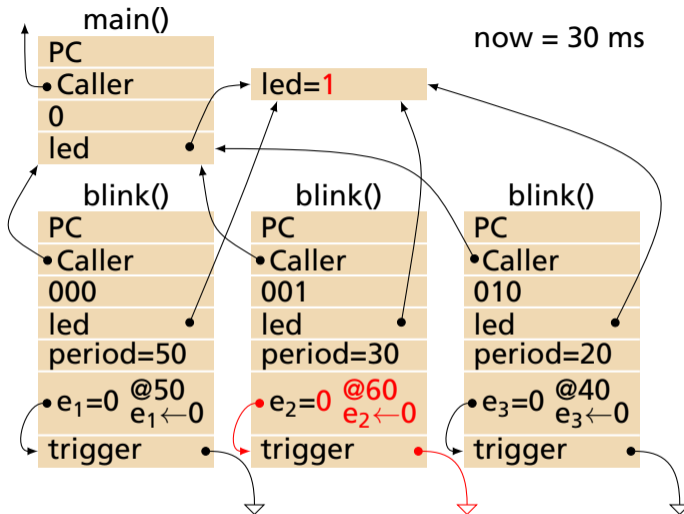 main()
PC
Caller
0
led
now = 30 ms
led=1
blink()
PC
Caller
000
led
period=50
e₁=0 @50
e₁←0
trigger
blink()
PC
Caller
001
led
period=30
e₂=0 @60
e₂←0
trigger
blink()
PC
Caller
010
led
period=20
e₃=0 @40
e₃←0
trigger